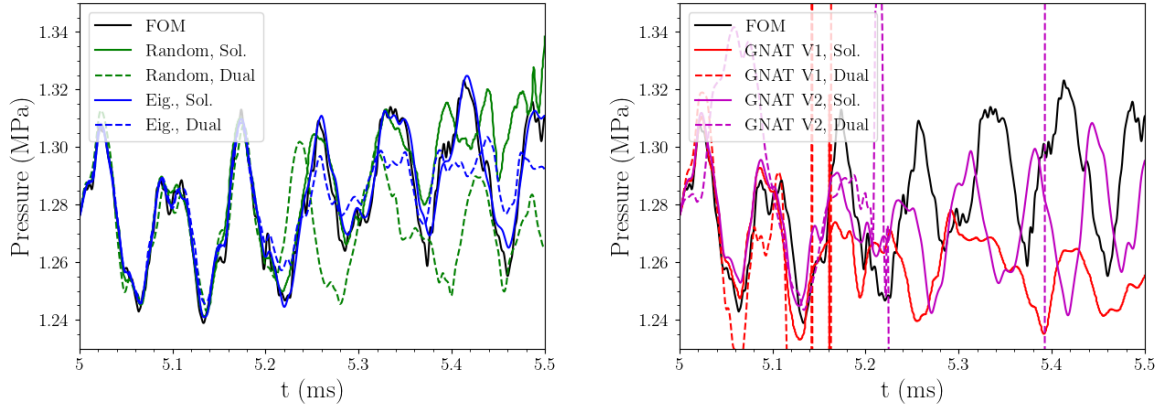 1.34
1.32
1.30
1.28
1.26
1.24
Pressure (MPa)
FOM
Random, Sol.
Random, Dual
Eig., Sol.
Eig., Dual
5
5.1
5.2
5.3
5.4
5.5
t (ms)
1.34
1.32
1.30
1.28
1.26
1.24
Pressure (MPa)
FOM
GNAT V1, Sol.
GNAT V1, Dual
GNAT V2, Sol.
GNAT V2, Dual
5
5.1
5.2
5.3
5.4
5.5
t (ms)